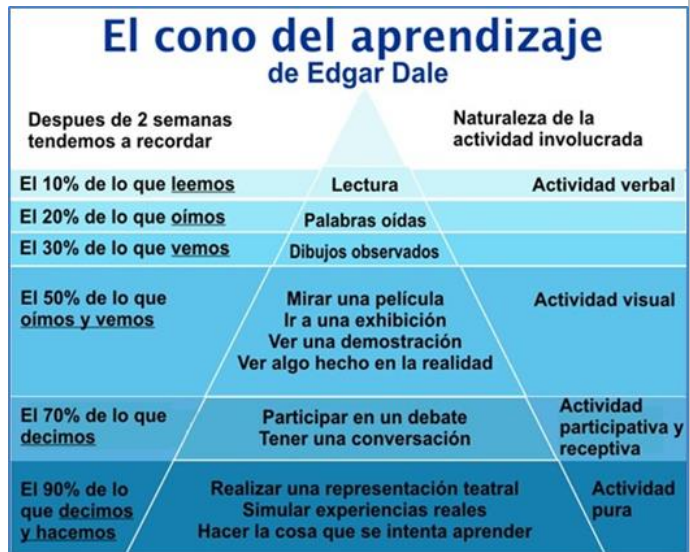 El cono del aprendizaje
de Edgar Dale
Despues de 2 semanas
tendemos a recordar
Naturaleza de la
actividad involucrada
El 10% de lo que leemos
Lectura
Actividad verbal
El 20% de lo que oímos
Palabras oídas
El 30% de lo que vemos
Dibujos observados
El 50% de lo que
oímos y vemos
Mirar una película
Ir a una exhibición
Ver una demostración
Ver algo hecho en la realidad
Actividad visual
El 70% de lo que
decimos
Participar en un debate
Tener una conversación
Actividad
participativa y
receptiva
El 90% de lo
que decimos
y hacemos
Realizar una representación teatral
Simular experiencias reales
Hacer la cosa que se intenta aprender
Actividad
pura